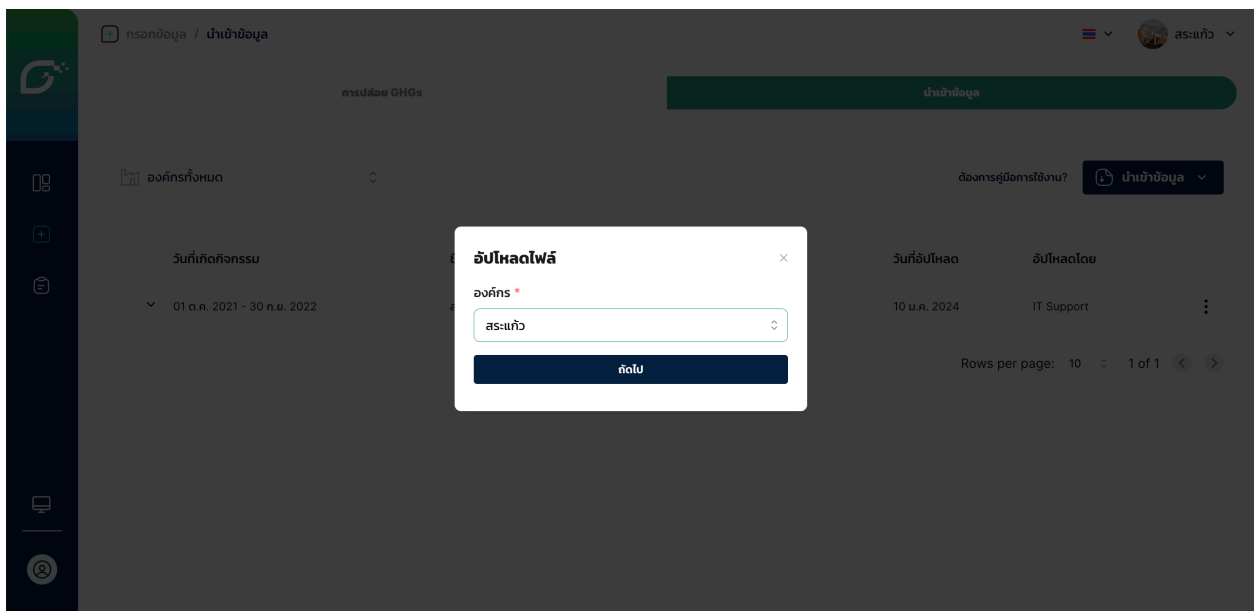 กรอกข้อมูล / นำเข้าข้อมูล
สระแก้ว
การปล่อย GHGs
นำเข้าข้อมูล
องค์กรทั้งหมด
ต้องการคู่มือการใช้งาน?
นำเข้าข้อมูล
วันที่เกิดกิจกรรม
วันที่อัปโหลด
อัปโหลดโดย
01 ต.ค. 2021 - 30 ก.ย. 2022
10 ม.ค. 2024
IT Support
Rows per page: 10
1 of 1
อัปโหลดไฟล์
องค์กร *
สระแก้ว
ถัดไป